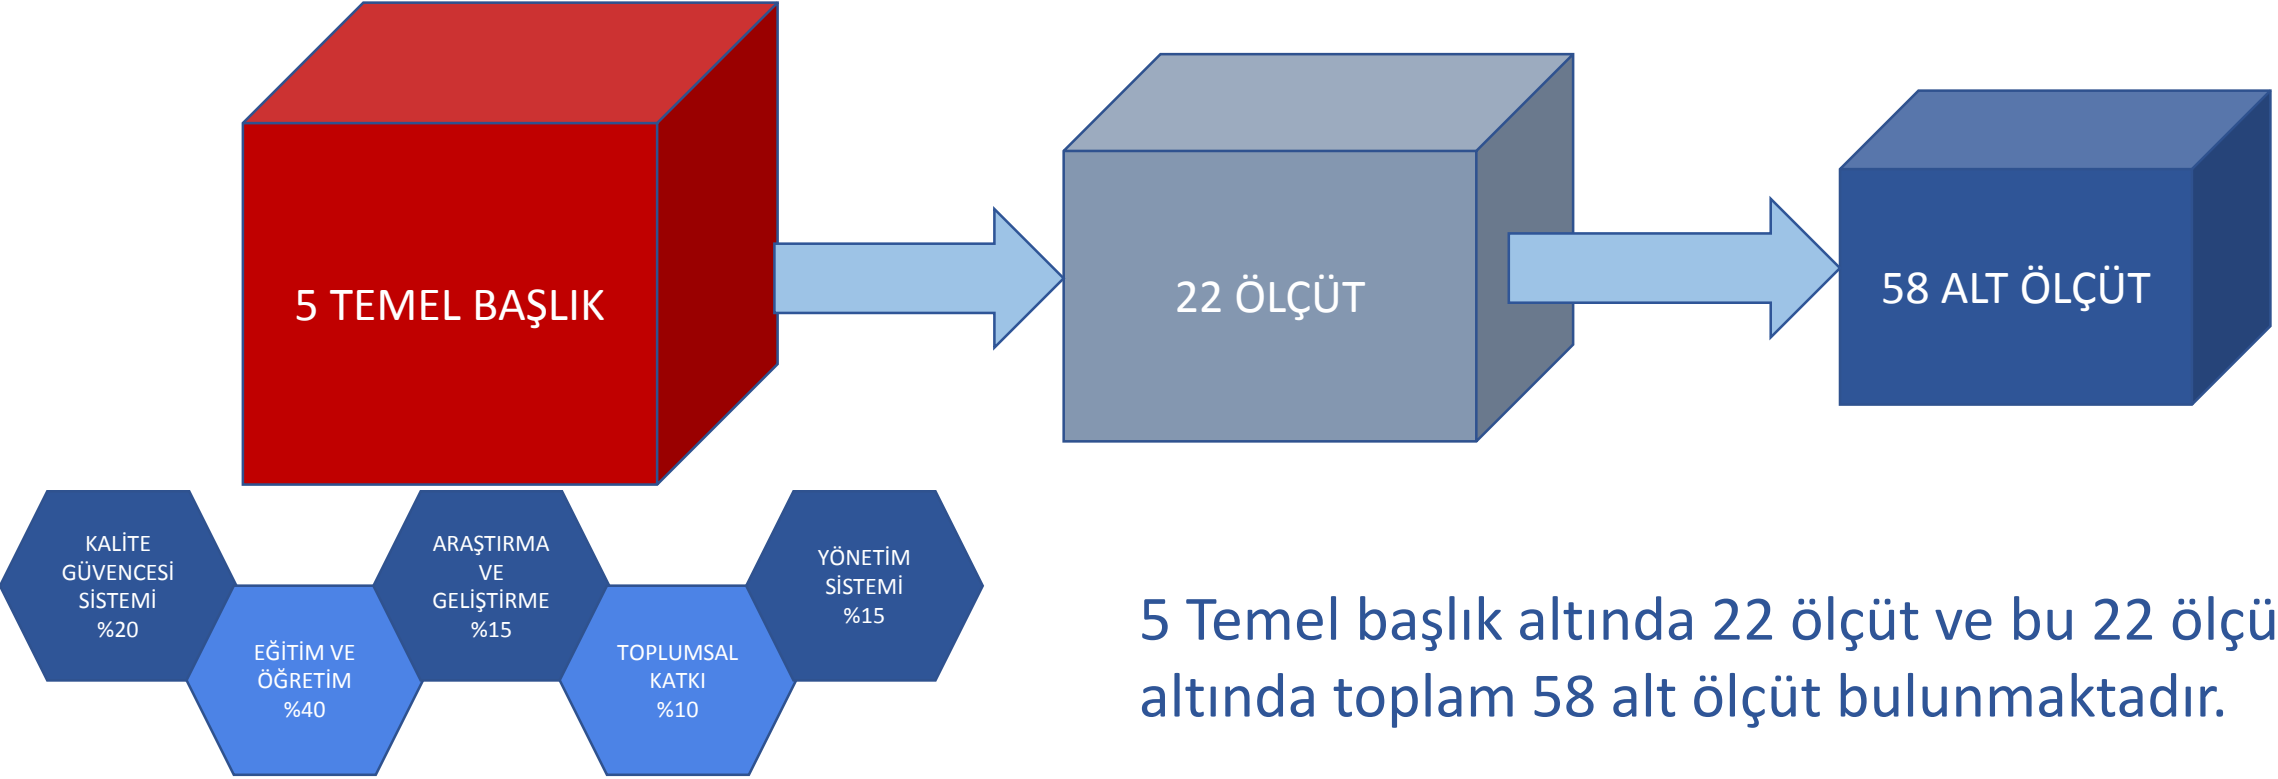 5 TEMEL BAŞLIK
22 ÖLÇÜT
58 ALT ÖLÇÜT
KALİTE
GÜVENCESİ
SİSTEMİ
%20
EĞİTİM VE
ÖĞRETİM
%40
ARAŞTIRMA
VE
GELİŞTİRME
%15
TOPLUMSAL
KATKI
%10
YÖNETİM
SİSTEMİ
%15
5 Temel başlık altında 22 ölçüt ve bu 22 ölçü
altında toplam 58 alt ölçüt bulunmaktadır.